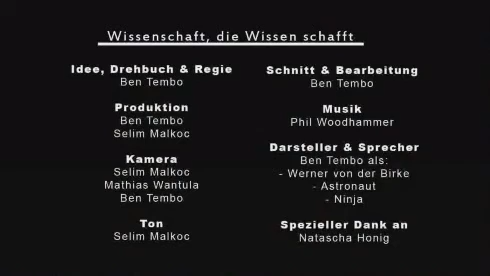 Wissenschaft, die Wissen schafft
Idee, Drehbuch & Regie
Ben Tembo
Produktion
Ben Tembo
Selim Malkoc
Kamera
Selim Malkoc
Mathias Wantula
Ben Tembo
Ton
Selim Malkoc
Schnitt & Bearbeitung
Ben Tembo
Musik
Phil Woodhammer
Darsteller & Sprecher
Ben Tembo als:
- Werner von der Birke
- Astronaut
- Ninja
Spezieller Dank an
Natascha Honig